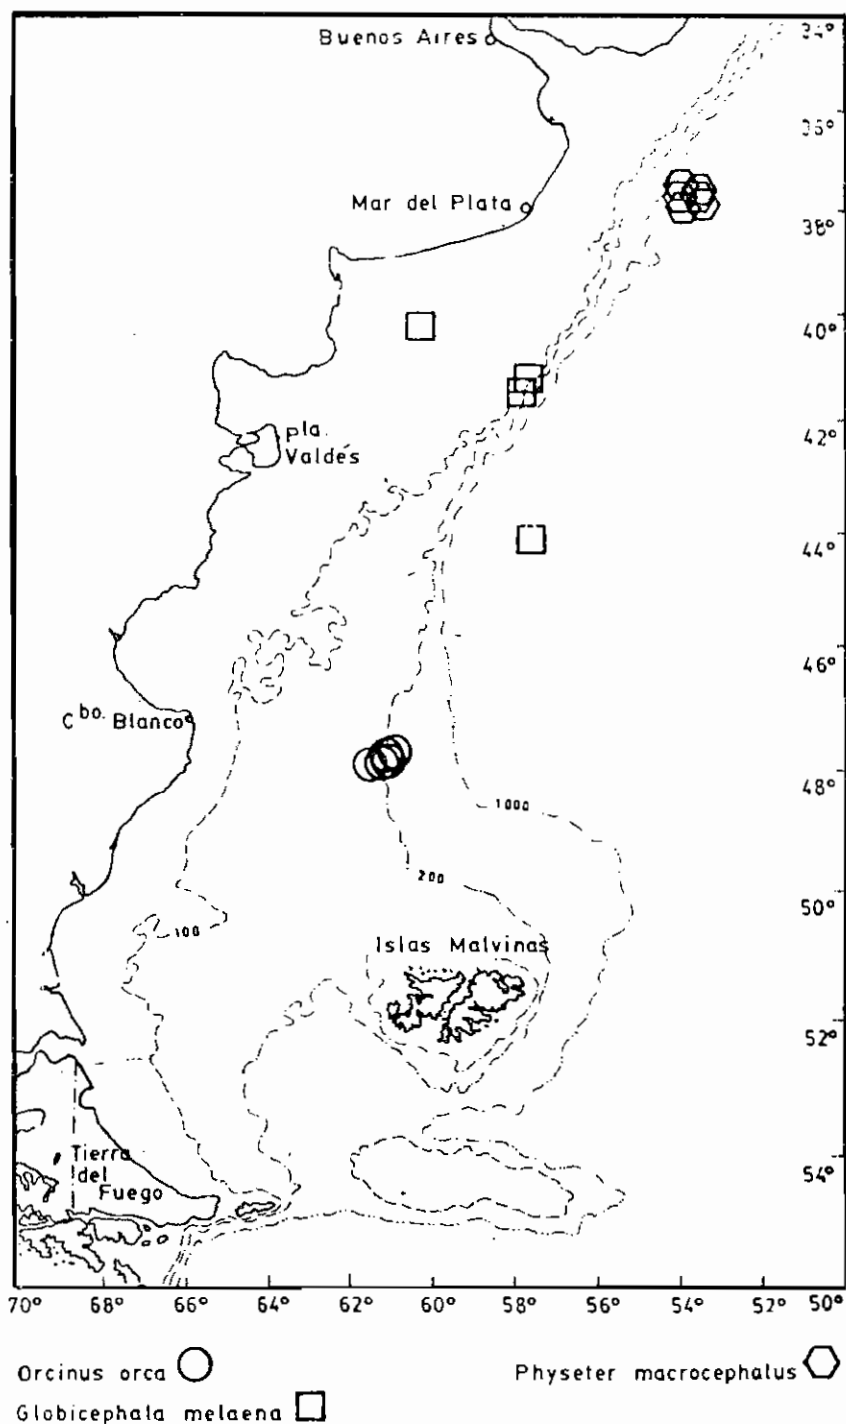 34°
Buenos Aires
36°
Mar del Plata
38°
40°
Pla.
Valdés
42°
44°
46°
Cbo. Blanco
48°
1000
200
50°
100
Islas Malvinas
52°
Tierra
del
Fuego
54°
70° 68° 66° 64° 62° 60° 58° 56° 54° 52° 50°
Orcinus orca
Physeter macrocephalus
Globicephala melaena